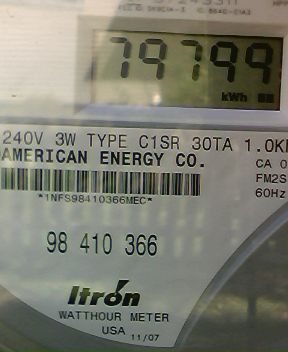 79799
kWh
240V 3W TYPE C1SR 30TA 1.0K
AMERICAN ENERGY CO.
CA 0
FM2S
60Hz
*1NFS98410366MEC*
98 410 366
Itron
WATTHOUR METER
USA 11/07